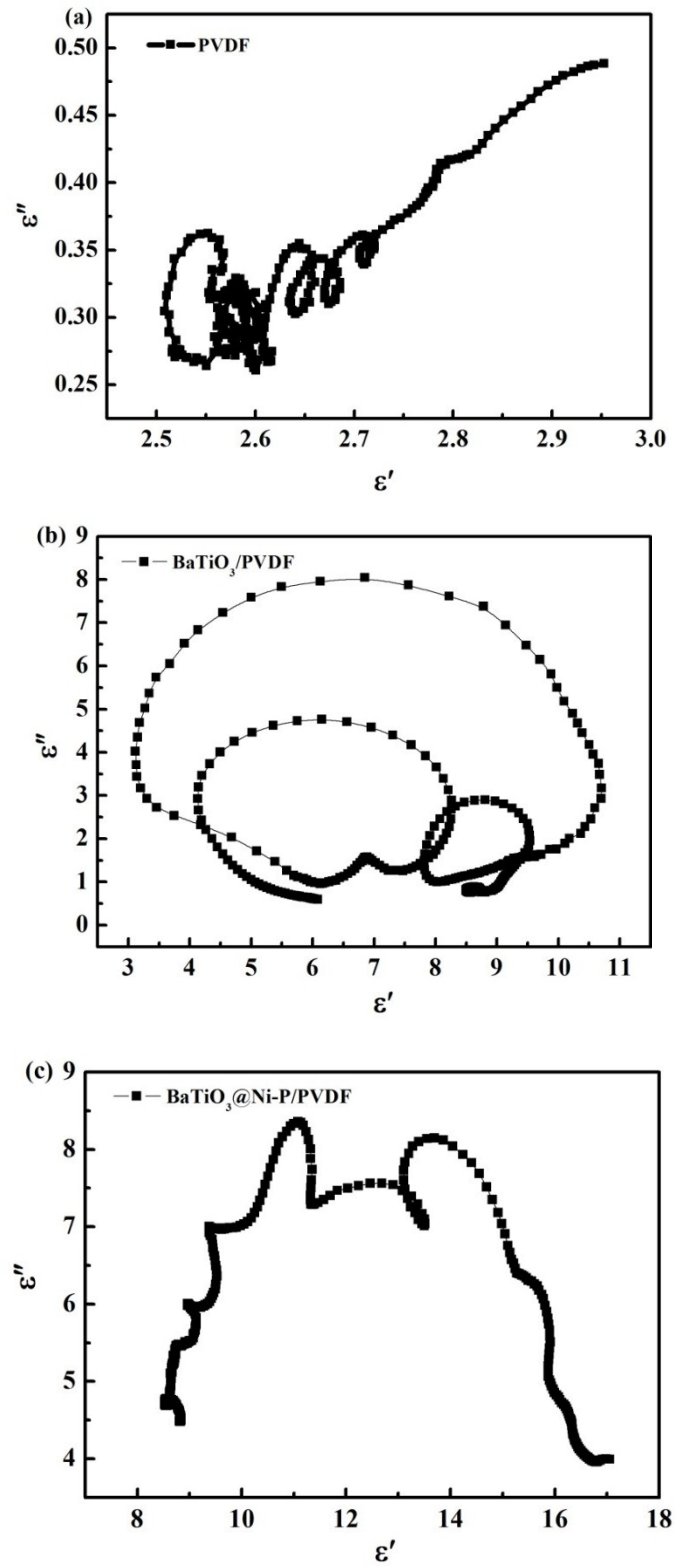 (a)
PVDF
0.50
0.45
0.40
0.35
0.30
0.25
ε″
2.5 2.6 2.7 2.8 2.9 3.0
ε′
(b)
BaTiO₃/PVDF
9
8
7
6
5
4
3
2
1
0
ε″
3 4 5 6 7 8 9 10 11
ε′
(c)
BaTiO₃@Ni-P/PVDF
9
8
7
6
5
4
ε″
8 10 12 14 16 18
ε′